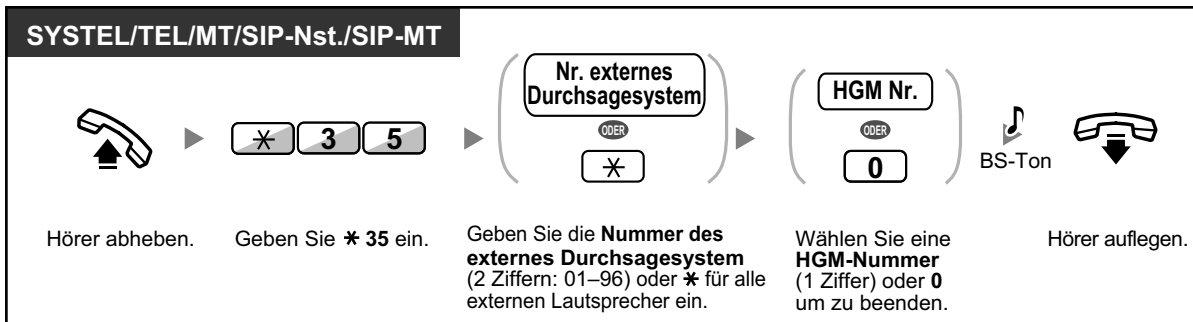 SYSTEL/TEL/MT/SIP-Nst./SIP-MT
Nr. externes
Durchsagesystem
ODER
HGM Nr.
ODER
0
✳ 3 5
✳
BS-Ton
Hörer abheben.
Geben Sie ✳ 35 ein.
Geben Sie die Nummer des
externes Durchsagesystem
(2 Ziffern: 01–96) oder ✳ für alle
externen Lautsprecher ein.
Wählen Sie eine
HGM-Nummer
(1 Ziffer) oder 0
um zu beenden.
Hörer auflegen.